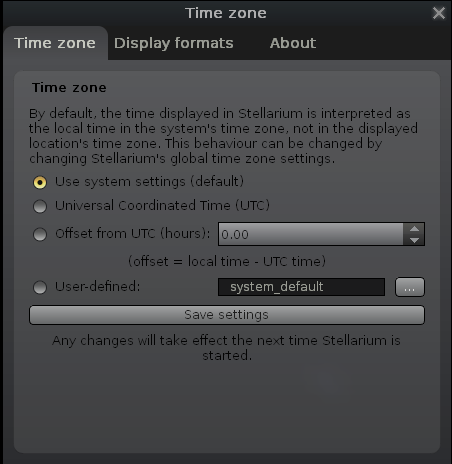 Time zone
Time zone Display formats About
Time zone
By default, the time displayed in Stellarium is interpreted as
the local time in the system's time zone, not in the displayed
location's time zone. This behaviour can be changed by
changing Stellarium's global time zone settings.
Use system settings (default)
Universal Coordinated Time (UTC)
Offset from UTC (hours): 0.00
(offset = local time - UTC time)
User-defined: system_default ...
Save settings
Any changes will take effect the next time Stellarium is
started.